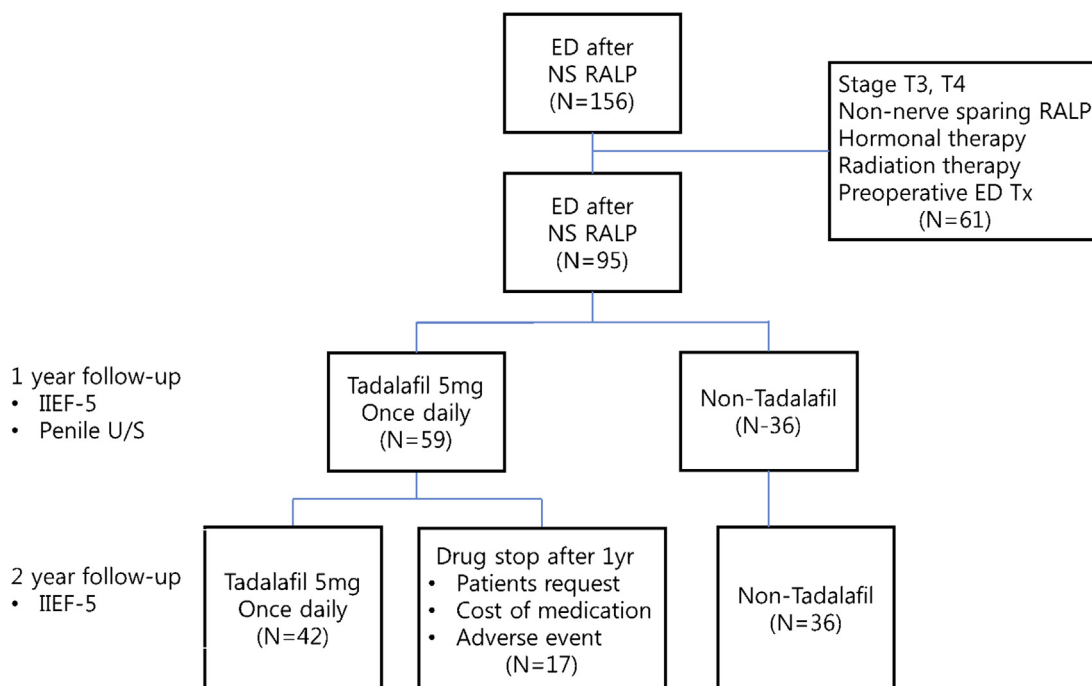 ED after
NS RALP
(N=156)
Stage T3, T4
Non-nerve sparing RALP
Hormonal therapy
Radiation therapy
Preoperative ED Tx
(N=61)
ED after
NS RALP
(N=95)
1 year follow-up
• IIEF-5
• Penile U/S
Tadalafil 5mg
Once daily
(N=59)
Non-Tadalafil
(N-36)
2 year follow-up
• IIEF-5
Tadalafil 5mg
Once daily
(N=42)
Drug stop after 1yr
• Patients request
• Cost of medication
• Adverse event
(N=17)
Non-Tadalafil
(N=36)